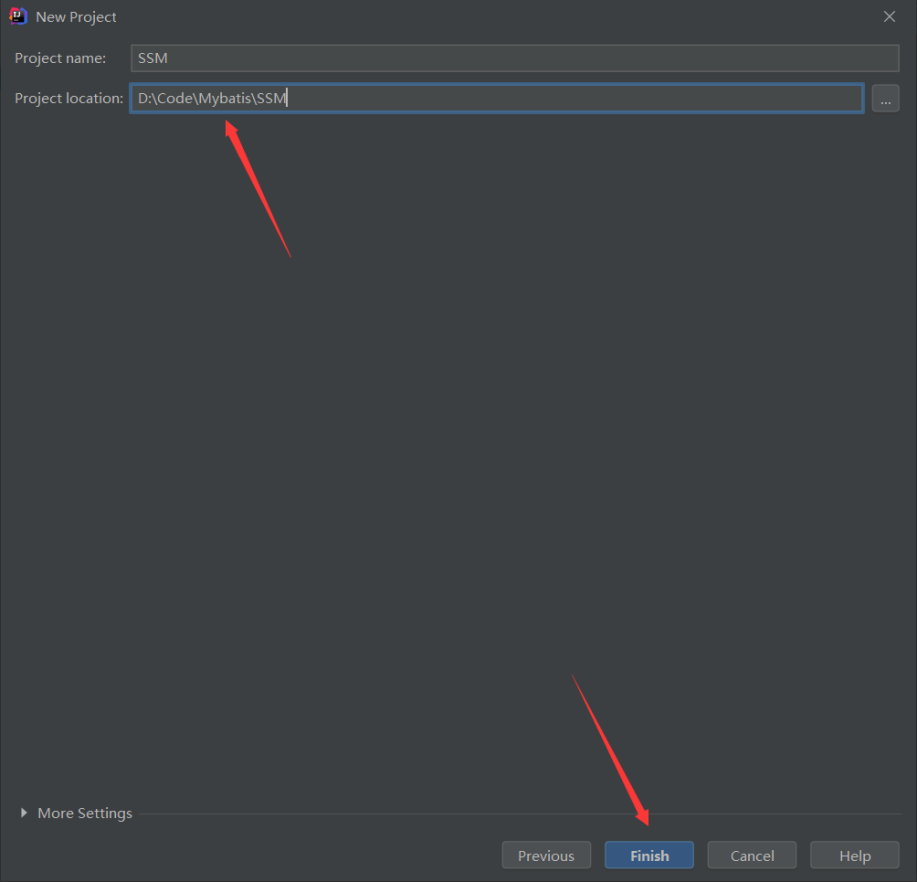 New Project
Project name: SSM
Project location: D:\Code\Mybatis\SSM ...
More Settings
Previous Finish Cancel Help